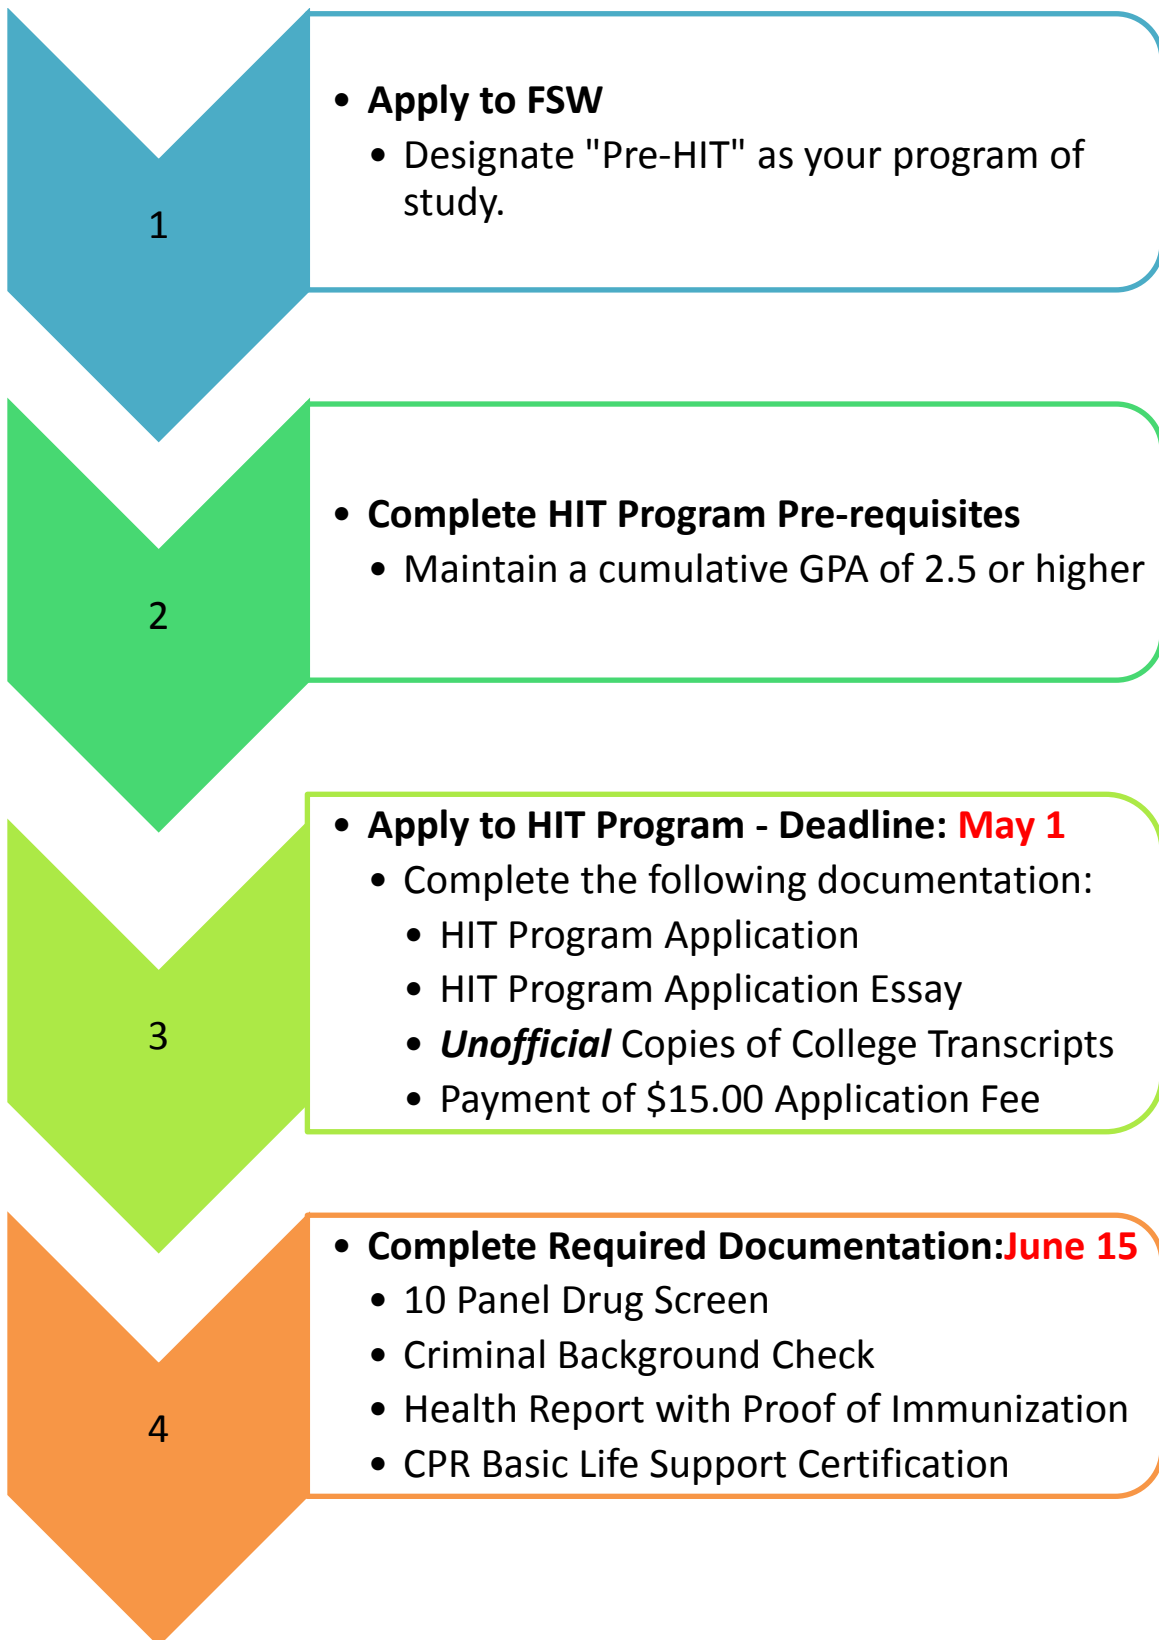 1
• Apply to FSW
• Designate "Pre-HIT" as your program of
study.
2
• Complete HIT Program Pre-requisites
• Maintain a cumulative GPA of 2.5 or higher
3
• Apply to HIT Program - Deadline: May 1
• Complete the following documentation:
• HIT Program Application
• HIT Program Application Essay
• Unofficial Copies of College Transcripts
• Payment of $15.00 Application Fee
4
• Complete Required Documentation:June 15
• 10 Panel Drug Screen
• Criminal Background Check
• Health Report with Proof of Immunization
• CPR Basic Life Support Certification